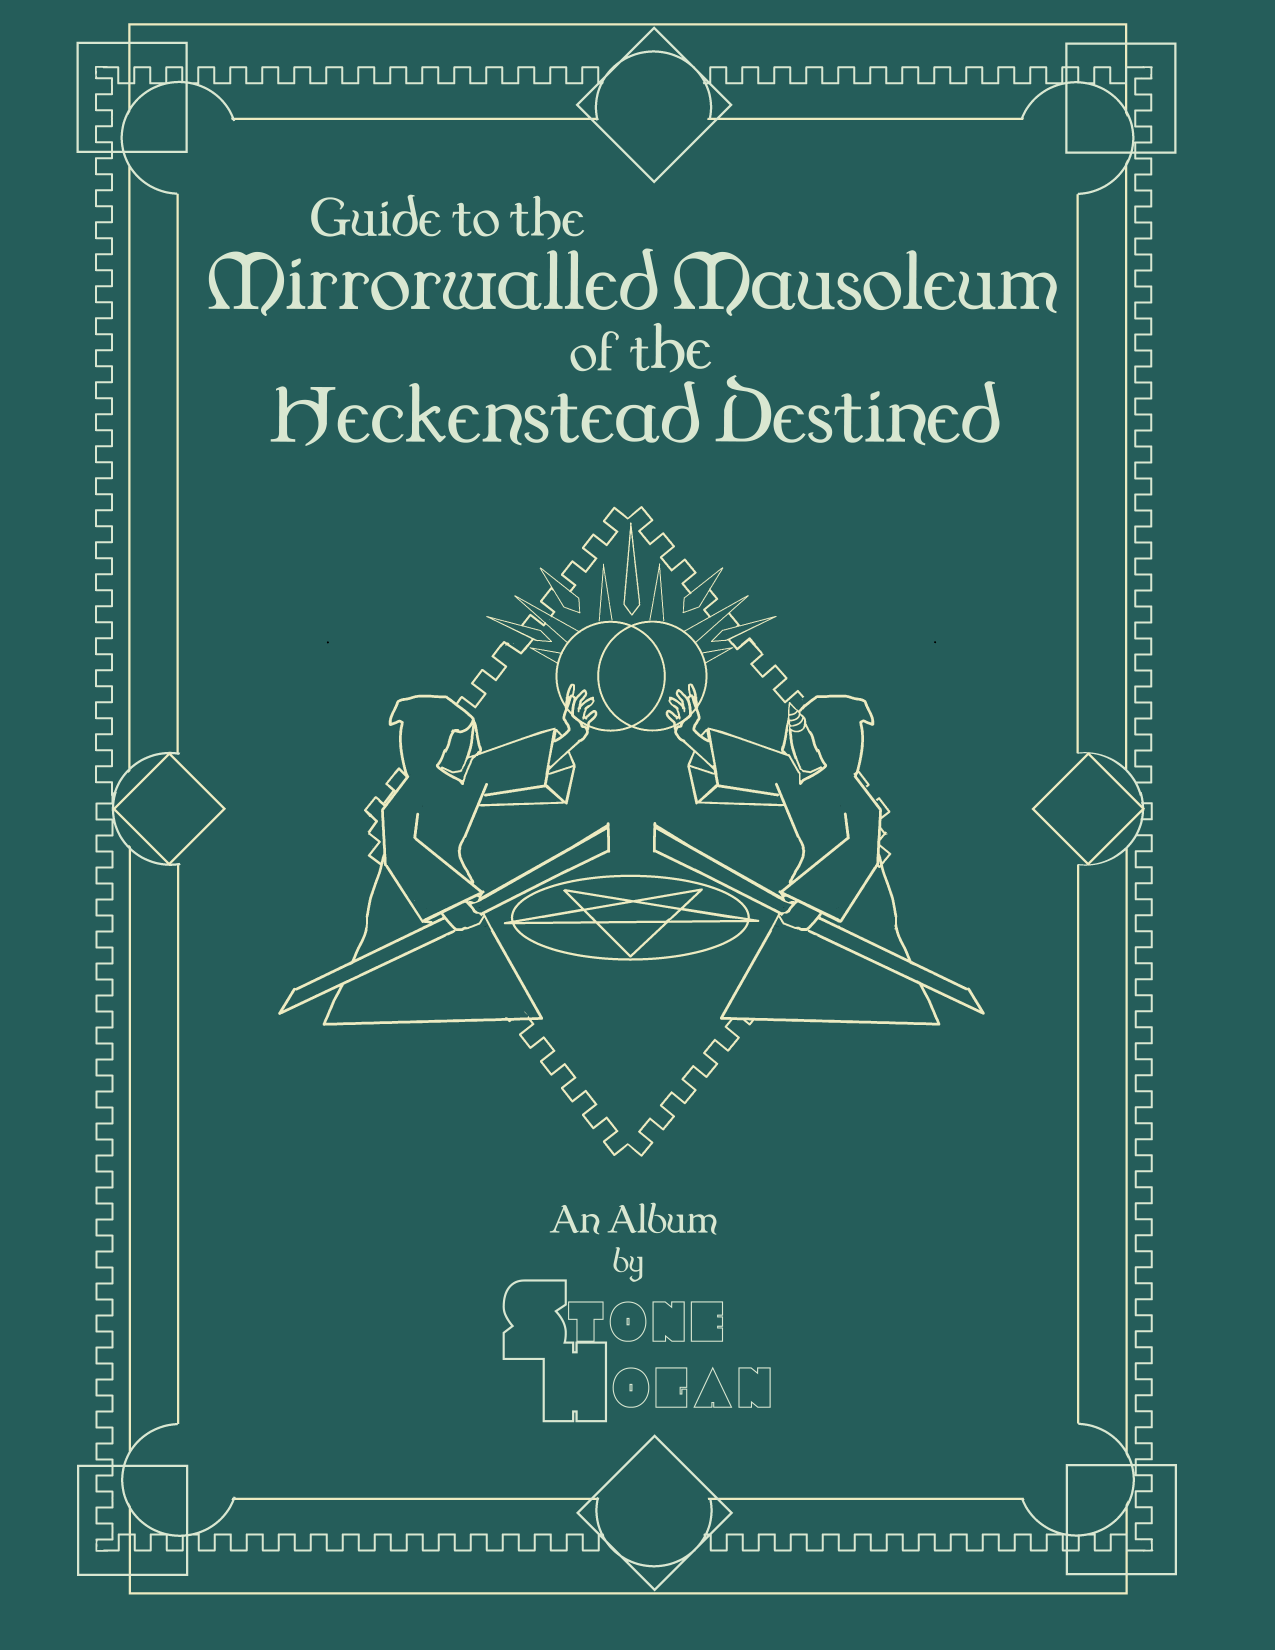 Guide to the
Mirrorwalled Mausoleum
of the
Heckenstead Destined
An Album
by
STONE
HOGAN